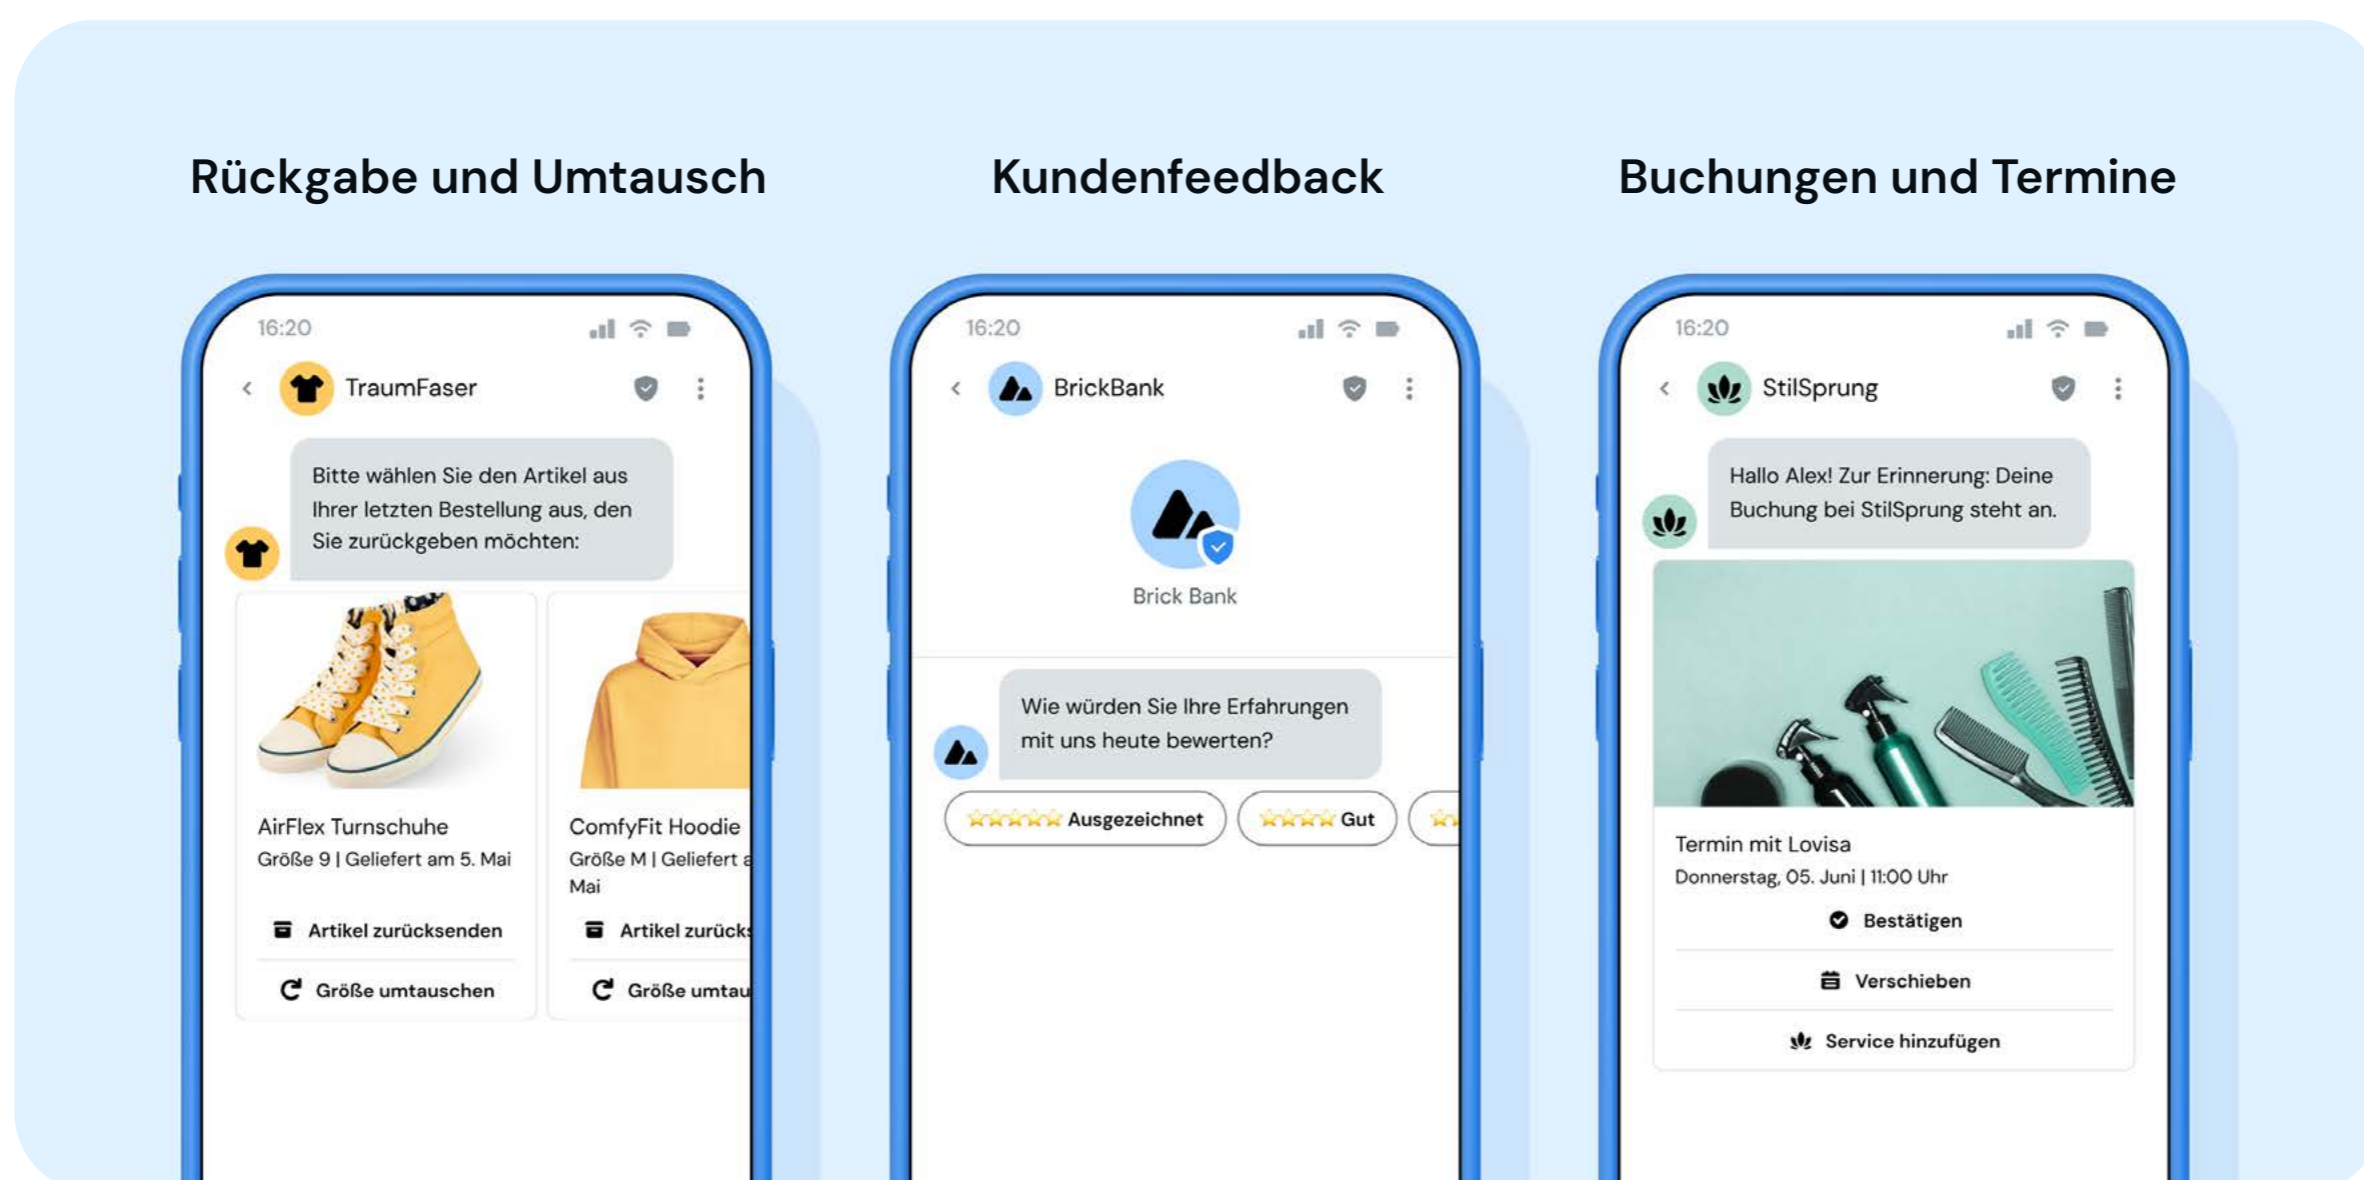 Rückgabe und Umtausch
16:20
TraumFaser
Bitte wählen Sie den Artikel aus
Ihrer letzten Bestellung aus, den
Sie zurückgeben möchten:
AirFlex Turnschuhe
Größe 9 | Geliefert am 5. Mai
Artikel zurücksenden
Größe umtauschen
ComfyFit Hoodie
Größe M | Geliefert
Mai
Artikel
Größe
Kundenfeedback
16:20
BrickBank
Brick Bank
Wie würden Sie Ihre Erfahrungen
mit uns heute bewerten?
Ausgezeichnet
Gut
Buchungen und Termine
16:20
StilSprung
Hallo Alex! Zur Erinnerung: Deine
Buchung bei StilSprung steht an.
Termin mit Lovisa
Donnerstag, 05. Juni | 11:00 Uhr
Bestätigen
Verschieben
Service hinzufügen